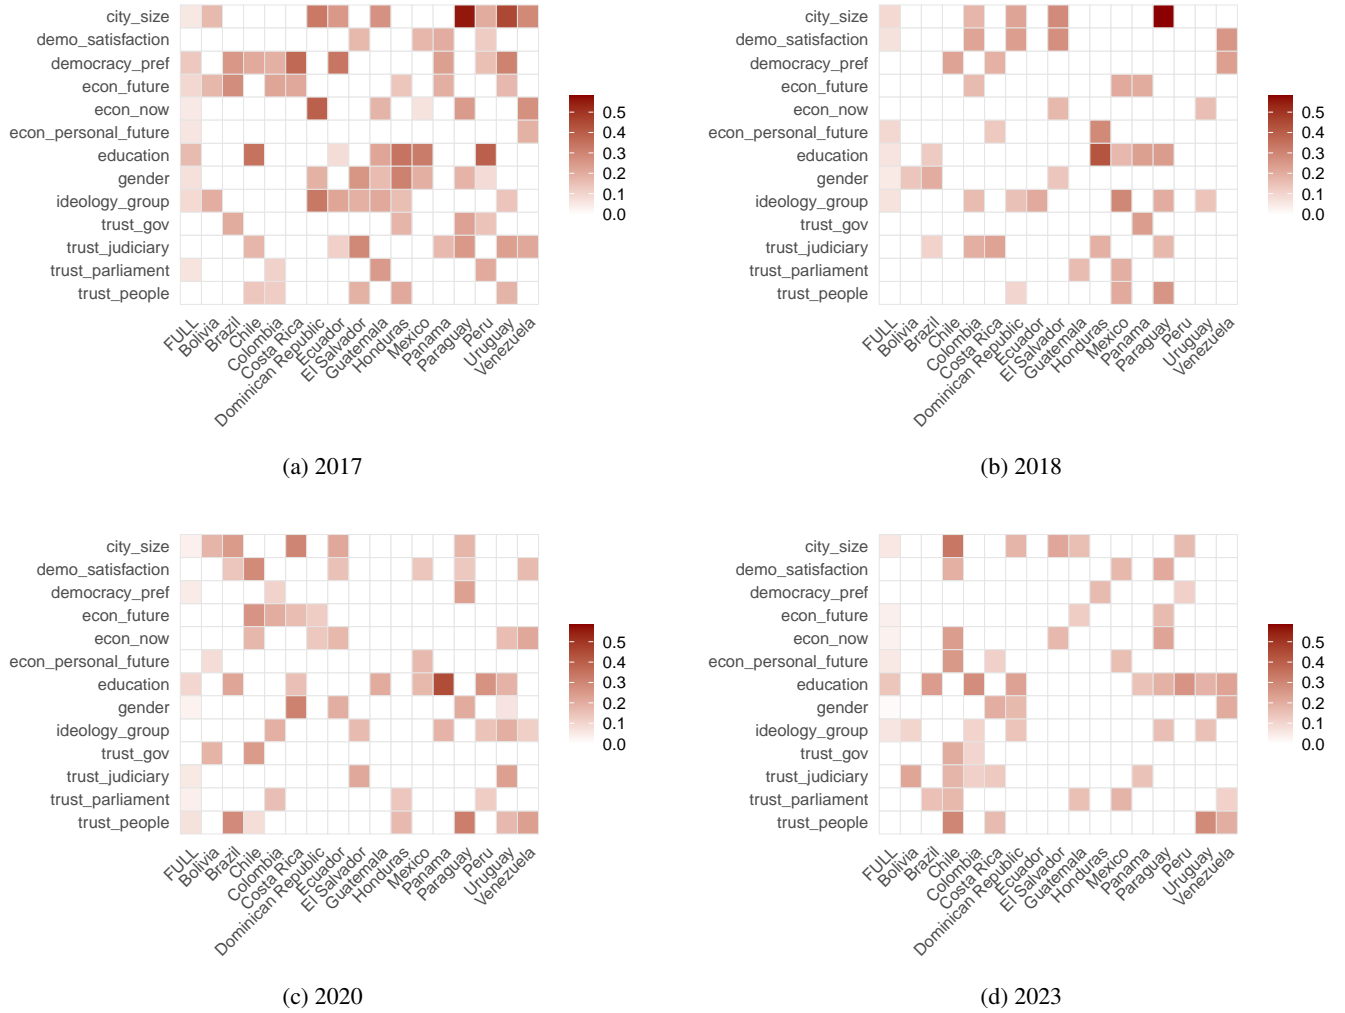 city_size
demo_satisfaction
democracy_pref
econ_future
econ_now
econ_personal_future
education
gender
ideology_group
trust_gov
trust_judiciary
trust_parliament
trust_people
FULL
Bolivia
Brazil
Chile
Colombia
Costa Rica
Dominican Republic
Ecuador
El Salvador
Guatemala
Honduras
Mexico
Panama
Paraguay
Peru
Uruguay
Venezuela
0.5
0.4
0.3
0.2
0.1
0.0
(a) 2017
city_size
demo_satisfaction
democracy_pref
econ_future
econ_now
econ_personal_future
education
gender
ideology_group
trust_gov
trust_judiciary
trust_parliament
trust_people
FULL
Bolivia
Brazil
Chile
Colombia
Costa Rica
Dominican Republic
Ecuador
El Salvador
Guatemala
Honduras
Mexico
Panama
Paraguay
Peru
Uruguay
Venezuela
0.5
0.4
0.3
0.2
0.1
0.0
(b) 2018
city_size
demo_satisfaction
democracy_pref
econ_future
econ_now
econ_personal_future
education
gender
ideology_group
trust_gov
trust_judiciary
trust_parliament
trust_people
FULL
Bolivia
Brazil
Chile
Colombia
Costa Rica
Dominican Republic
Ecuador
El Salvador
Guatemala
Honduras
Mexico
Panama
Paraguay
Peru
Uruguay
Venezuela
0.5
0.4
0.3
0.2
0.1
0.0
(c) 2020
city_size
demo_satisfaction
democracy_pref
econ_future
econ_now
econ_personal_future
education
gender
ideology_group
trust_gov
trust_judiciary
trust_parliament
trust_people
FULL
Bolivia
Brazil
Chile
Colombia
Costa Rica
Dominican Republic
Ecuador
El Salvador
Guatemala
Honduras
Mexico
Panama
Paraguay
Peru
Uruguay
Venezuela
0.5
0.4
0.3
0.2
0.1
0.0
(d) 2023